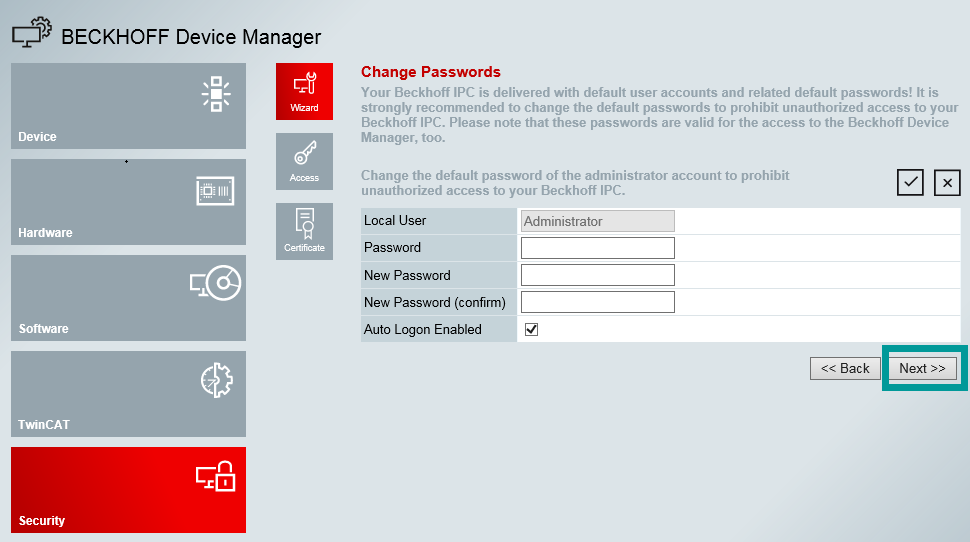 BECKHOFF Device Manager
Device
Hardware
Software
TwinCAT
Security
Wizard
Access
Certificate
Change Passwords
Your Beckhoff IPC is delivered with default user accounts and related default passwords! It is
strongly recommended to change the default passwords to prohibit unauthorized access to your
Beckhoff IPC. Please note that these passwords are valid for the access to the Beckhoff Device
Manager, too.
Change the default password of the administrator account to prohibit
unauthorized access to your Beckhoff IPC.
Local User Administrator
Password
New Password
New Password (confirm)
Auto Logon Enabled
<< Back Next >>